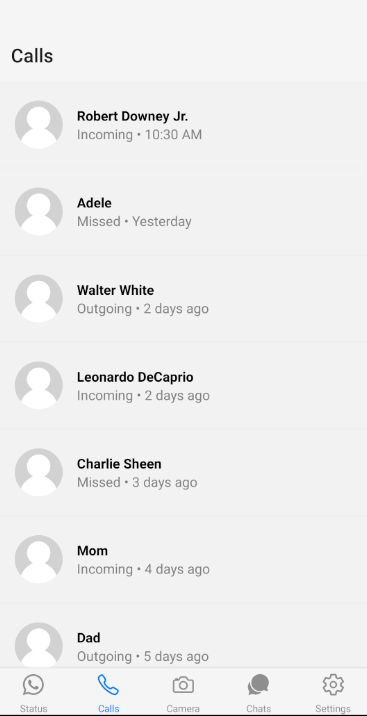 Calls
Robert Downey Jr.
Incoming • 10:30 AM
Adele
Missed • Yesterday
Walter White
Outgoing • 2 days ago
Leonardo DeCaprio
Incoming • 2 days ago
Charlie Sheen
Missed • 3 days ago
Mom
Incoming • 4 days ago
Dad
Outgoing • 5 days ago
Status Calls Camera Chats Settings